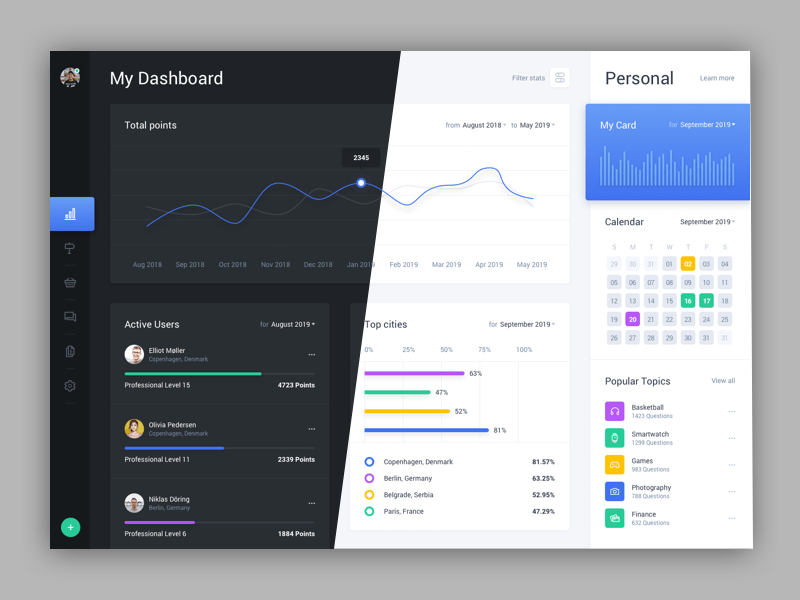 My Dashboard
Filter stats
Personal
Learn more
Total points
from August 2018 to May 2019
My Card
for September 2019
2345
Aug 2018 Sep 2018 Oct 2018 Nov 2018 Dec 2018 Jan 2019 Feb 2019 Mar 2019 Apr 2019 May 2019
Calendar
September 2019
S M T W T F S
29 30 31 01 02 03 04
05 06 07 08 09 10 11
12 13 14 15 16 17 18
19 20 21 22 23 24 25
26 27 28 29 30 31 31
Active Users
for August 2019
Elliot Møller
Copenhagen, Denmark
Professional Level 15
4723 Points
Olivia Pedersen
Copenhagen, Denmark
Professional Level 11
2339 Points
Niklas Döring
Berlin, Germany
Professional Level 6
1884 Points
Top cities
for September 2019
0% 25% 50% 75% 100%
63%
47%
52%
81%
Copenhagen, Denmark 81.57%
Berlin, Germany 63.25%
Belgrade, Serbia 52.95%
Paris, France 47.29%
Popular Topics
View all
Basketball
1423 Questions
Smartwatch
1299 Questions
Games
983 Questions
Photography
788 Questions
Finance
632 Questions